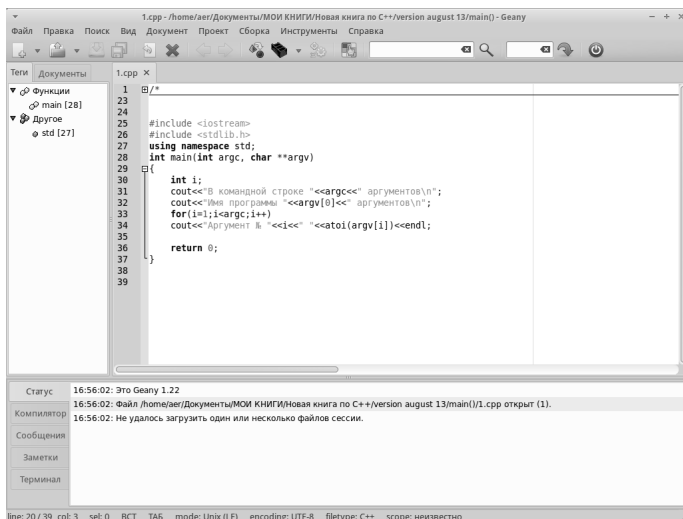 1.cpp - /home/aer/Документы/МОИ КНИГИ/Новая книга по C++/version august 13/main() - Geany
Файл Правка Поиск Вид Документ Проект Сборка Инструменты Справка
Теги Документы 1.cpp
Функции
main [28]
Другое
std [27]
1 /*
23
24
25 #include <iostream>
26 #include <stdlib.h>
27 using namespace std;
28 int main(int argc, char **argv)
29 {
30 int i;
31 cout<<"В командной строке "<<argc<<" аргументов\n";
32 cout<<"Имя программы "<<argv[0]<<" аргументов\n";
33 for(i=1;i<argc;i++)
34 cout<<"Аргумент № "<<i<<" "<<atoi(argv[i])<<endl;
35
36 return 0;
37 }
38
39
Статус
Компилятор
Сообщения
Заметки
Терминал
16:56:02: Это Geany 1.22
16:56:02: Файл /home/aer/Документы/МОИ КНИГИ/Новая книга по C++/version august 13/main()/1.cpp открыт (1).
16:56:02: Не удалось загрузить один или несколько файлов сессии.
line: 20 / 39 col: 3 sel: 0 ВСТ ТАБ mode: Unix (LF) encoding: UTF-8 filetype: C++ scope: неизвестно